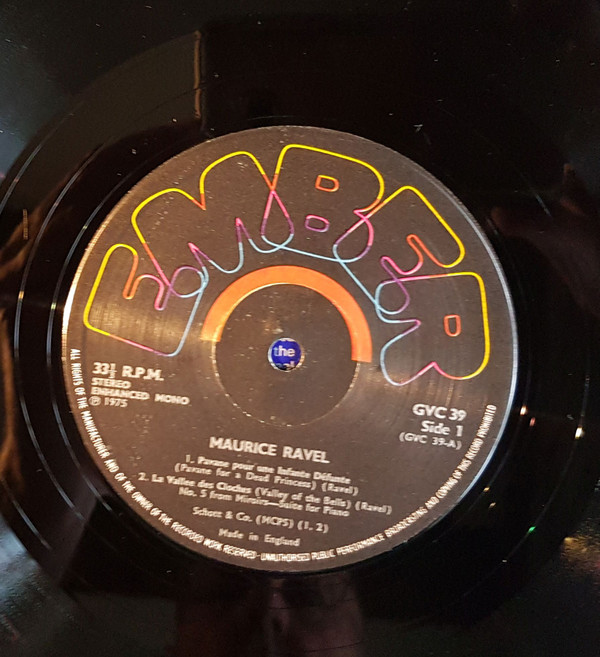 EMBER
the
33⅓ R.P.M.
STEREO
ENHANCED MONO
℗ 1975
GVC 39
Side 1
(GVC 39-A)
MAURICE RAVEL
1. Pavane pour une Infante Défunte
(Pavane for a Dead Princess) (Ravel)
2. La Vallee des Cloches (Valley of the Bells) (Ravel)
No. 5 from Miroirs—Suite for Piano
Schott & Co. (MCPS) (1, 2)
Made in England
ALL RIGHTS OF THE MANUFACTURER AND OF THE OWNER OF THE RECORDED WORK RESERVED · UNAUTHORISED PUBLIC PERFORMANCE BROADCASTING AND COPYING OF THIS RECORD PROHIBITED